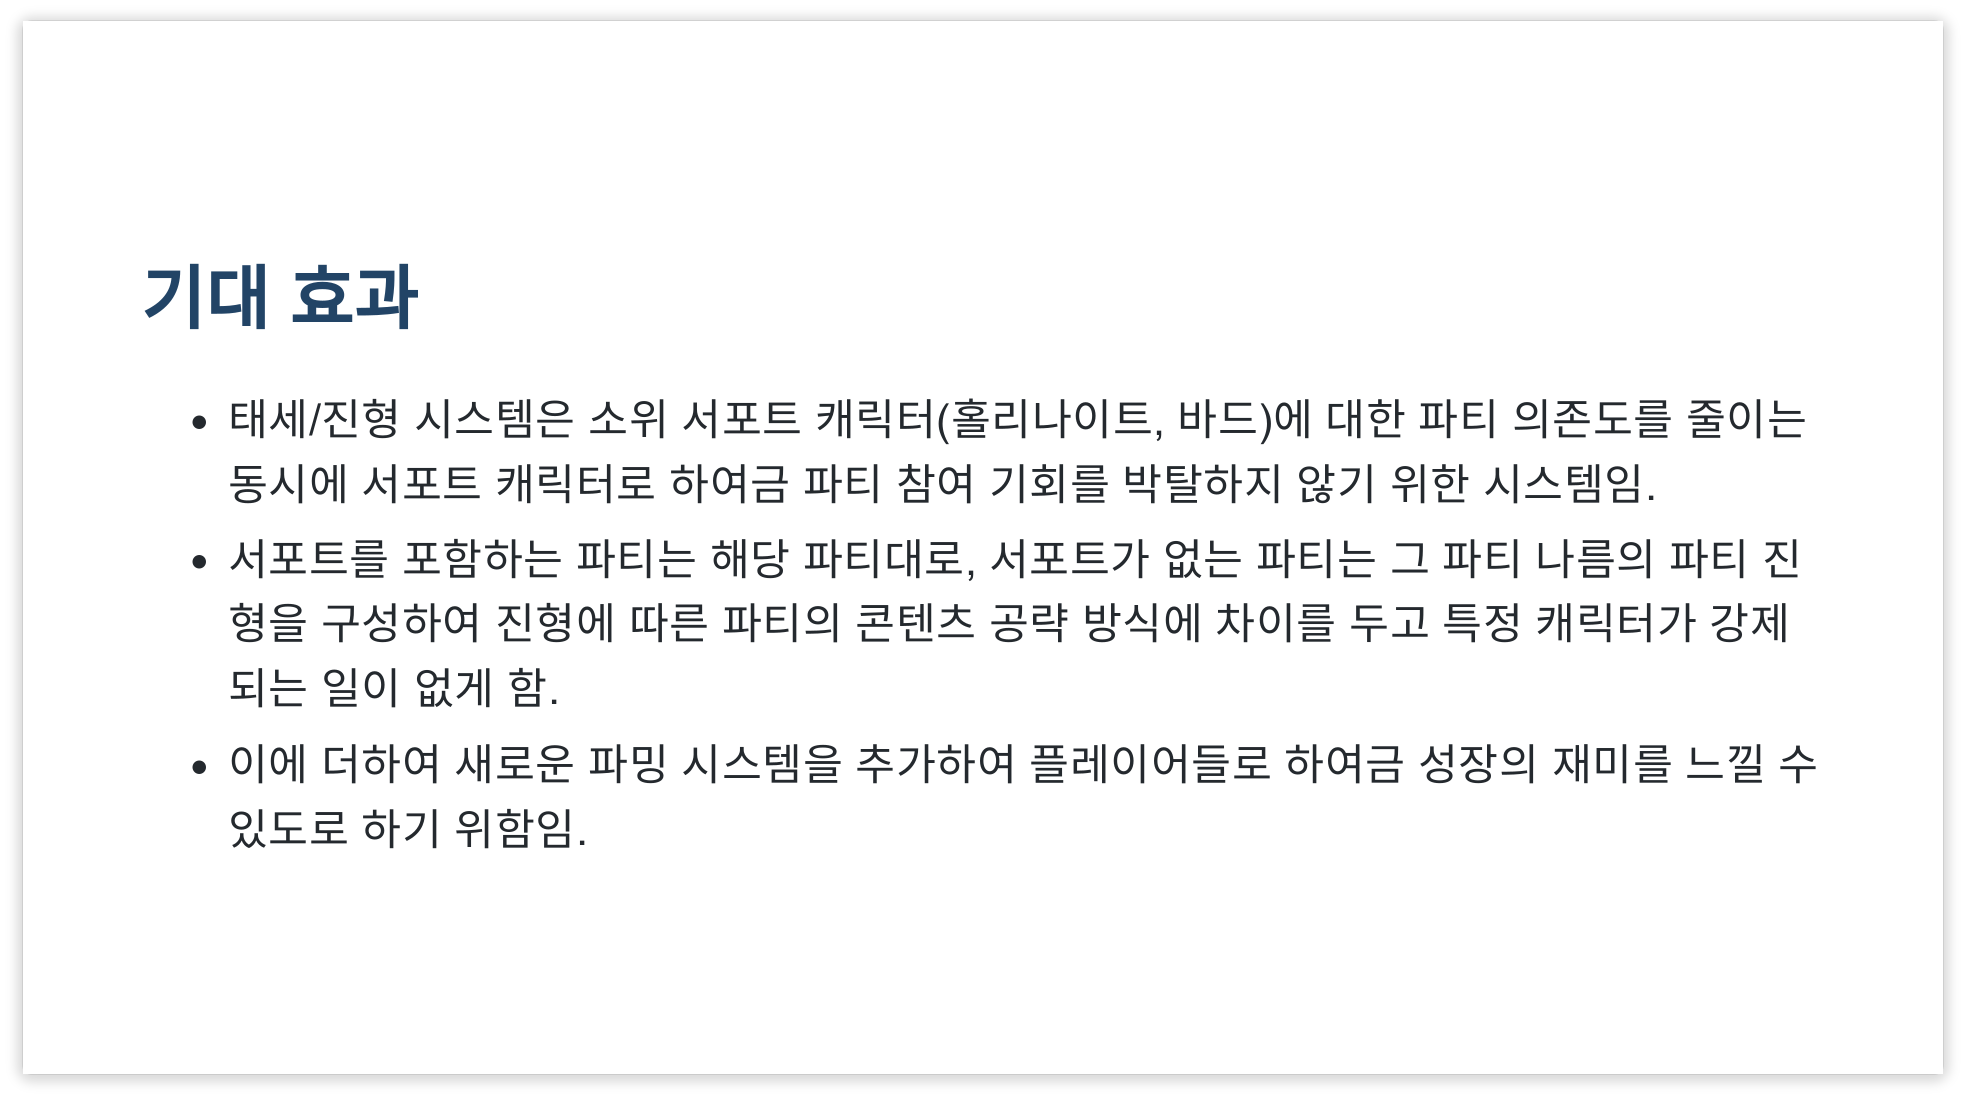 기대 효과
태세/진형 시스템은 소위 서포트 캐릭터(홀리나이트, 바드)에 대한 파티 의존도를 줄이는
동시에 서포트 캐릭터로 하여금 파티 참여 기회를 박탈하지 않기 위한 시스템임.
서포트를 포함하는 파티는 해당 파티대로, 서포트가 없는 파티는 그 파티 나름의 파티 진
형을 구성하여 진형에 따른 파티의 콘텐츠 공략 방식에 차이를 두고 특정 캐릭터가 강제
되는 일이 없게 함.
이에 더하여 새로운 파밍 시스템을 추가하여 플레이어들로 하여금 성장의 재미를 느낄 수
있도로 하기 위함임.